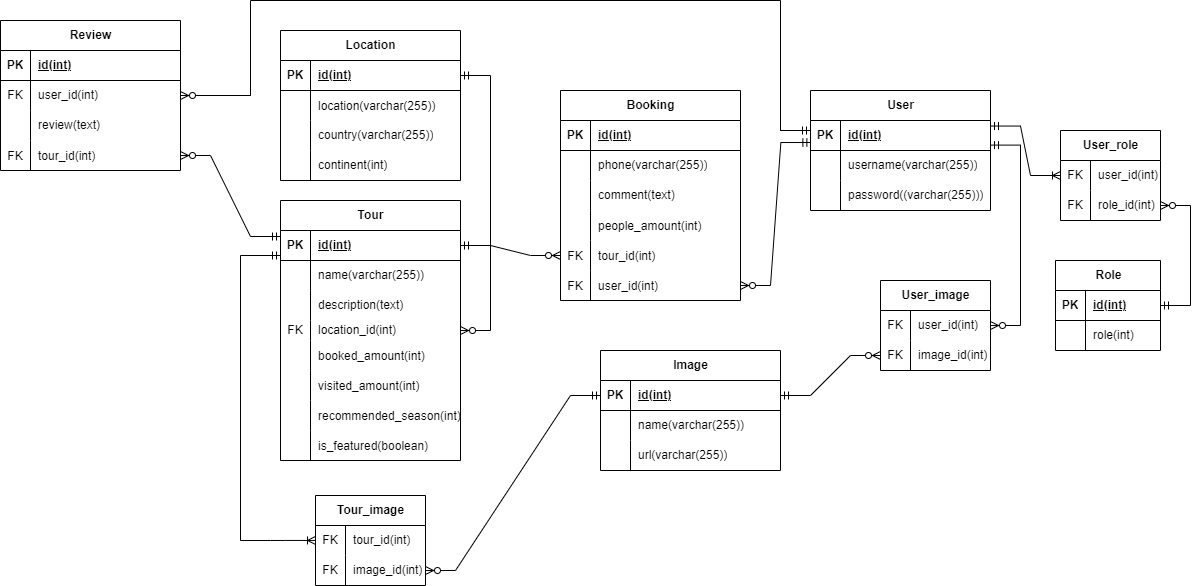 Review
PK id(int)
FK user_id(int)
review(text)
FK tour_id(int)
Location
PK id(int)
location(varchar(255))
country(varchar(255))
continent(int)
Tour
PK id(int)
name(varchar(255))
description(text)
FK location_id(int)
booked_amount(int)
visited_amount(int)
recommended_season(int)
is_featured(boolean)
Tour_image
FK tour_id(int)
FK image_id(int)
Booking
PK id(int)
phone(varchar(255))
comment(text)
people_amount(int)
FK tour_id(int)
FK user_id(int)
Image
PK id(int)
name(varchar(255))
url(varchar(255))
User
PK id(int)
username(varchar(255))
password((varchar(255)))
User_image
FK user_id(int)
FK image_id(int)
User_role
FK user_id(int)
FK role_id(int)
Role
PK id(int)
role(int)